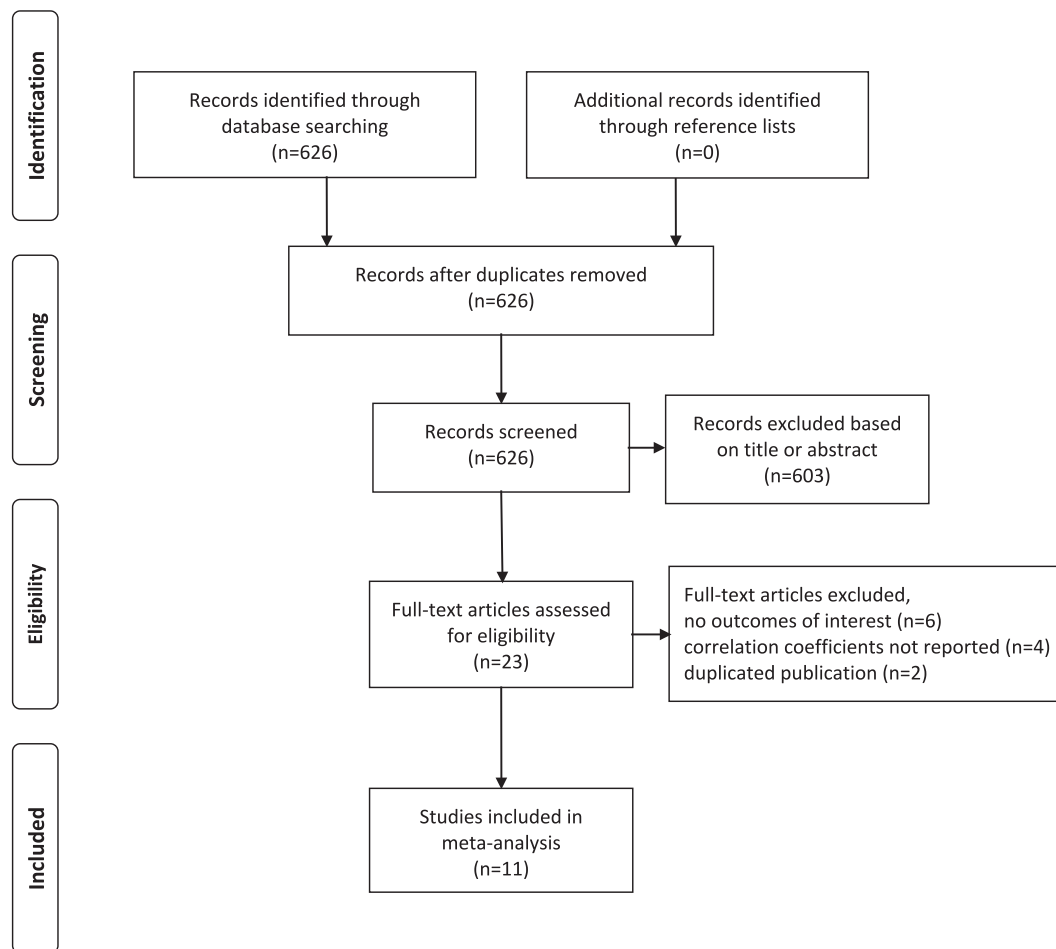 Identification
Records identified through
database searching
(n=626)
Additional records identified
through reference lists
(n=0)
Screening
Records after duplicates removed
(n=626)
Records screened
(n=626)
Records excluded based
on title or abstract
(n=603)
Eligibility
Full-text articles assessed
for eligibility
(n=23)
Full-text articles excluded,
no outcomes of interest (n=6)
correlation coefficients not reported (n=4)
duplicated publication (n=2)
Included
Studies included in
meta-analysis
(n=11)